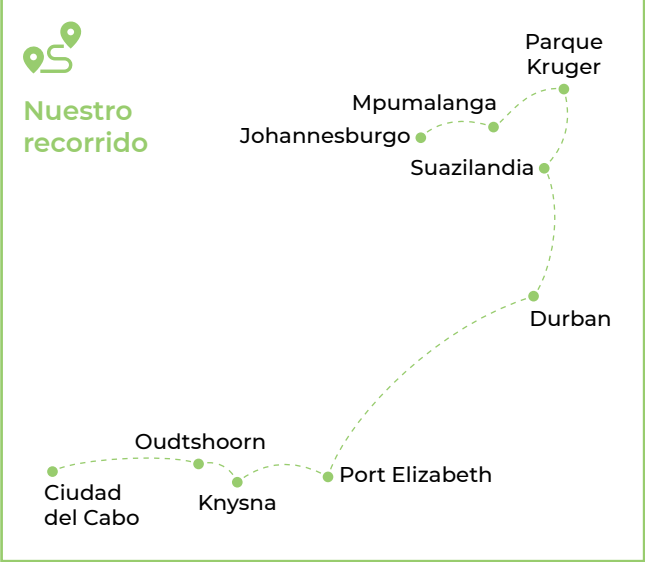 Nuestro
recorrido
Parque
Kruger
Mpumalanga
Johannesburgo
Suazilandia
Durban
Oudtshoorn
Port Elizabeth
Ciudad
del Cabo
Knysna